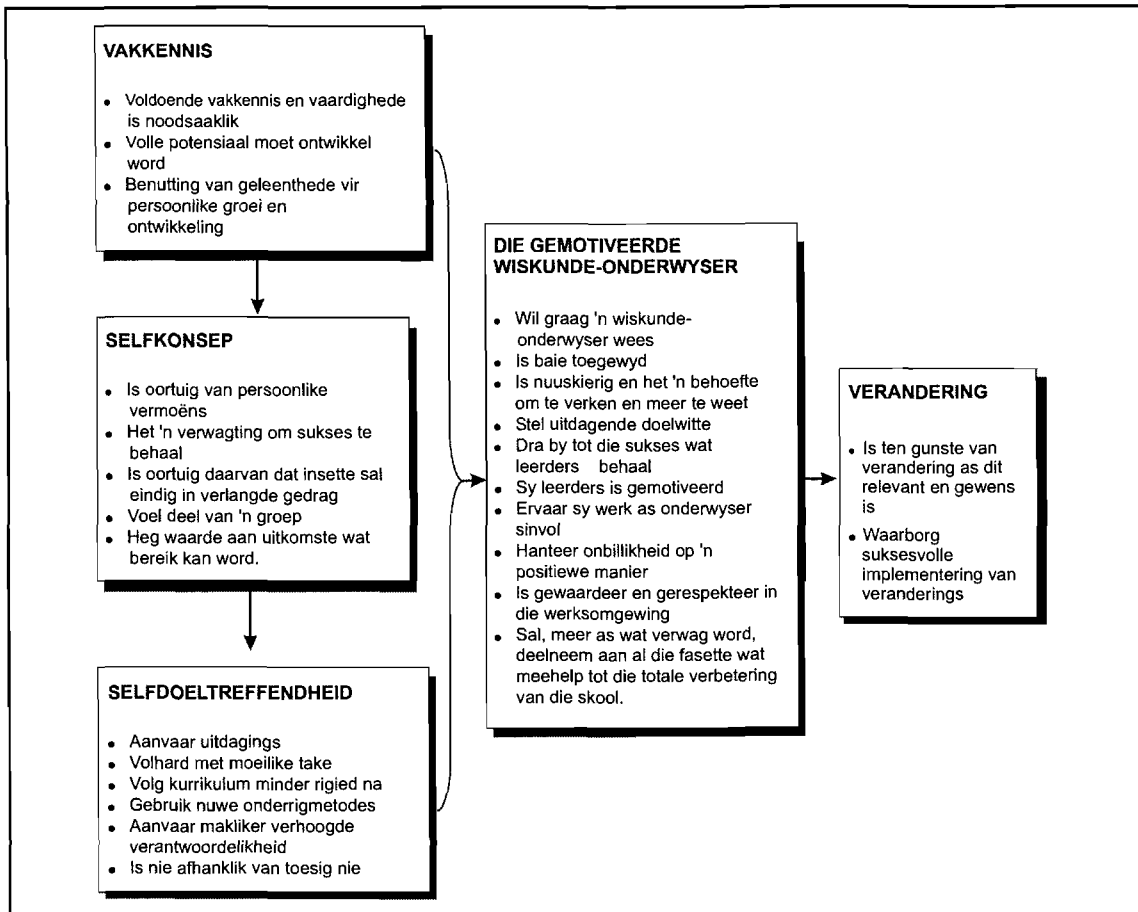 VAKKENNIS
• Voldoende vakkennis en vaardighede
is noodsaaklik
• Volle potensiaal moet ontwikkel
word
• Benutting van geleenthede vir
persoonlike groei en
ontwikkeling
SELFKONSEP
• Is oortuig van persoonlike
vermoëns
• Het 'n verwagting om sukses te
behaal
• Is oortuig daarvan dat insette sal
eindig in verlangde gedrag
• Voel deel van 'n groep
• Heg waarde aan uitkomste wat
bereik kan word.
SELFDOELTREFFENDHEID
• Aanvaar uitdagings
• Volhard met moeilike take
• Volg kurrikulum minder rigied na
• Gebruik nuwe onderrigmetodes
• Aanvaar makliker verhoogde
verantwoordelikheid
• Is nie afhanklik van toesig nie
DIE GEMOTIVEERDE
WISKUNDE-ONDERWYSER
• Wil graag 'n wiskunde-
onderwyser wees
• Is baie toegewyd
• Is nuuskierig en het 'n behoefte
om te verken en meer te weet
• Stel uitdagende doelwitte
• Dra by tot die sukses wat
leerders behaal
• Sy leerders is gemotiveerd
• Ervaar sy werk as onderwyser
sinvol
• Hanteer onbillikheid op 'n
positiewe manier
• Is gewaardeer en gerespekteer in
die werksomgewing
• Sal, meer as wat verwag word,
deelneem aan al die fasette wat
meehelp tot die totale verbetering
van die skool.
VERANDERING
• Is ten gunste van
verandering as dit
relevant en gewens
is
• Waarborg
suksesvolle
implementering van
veranderings